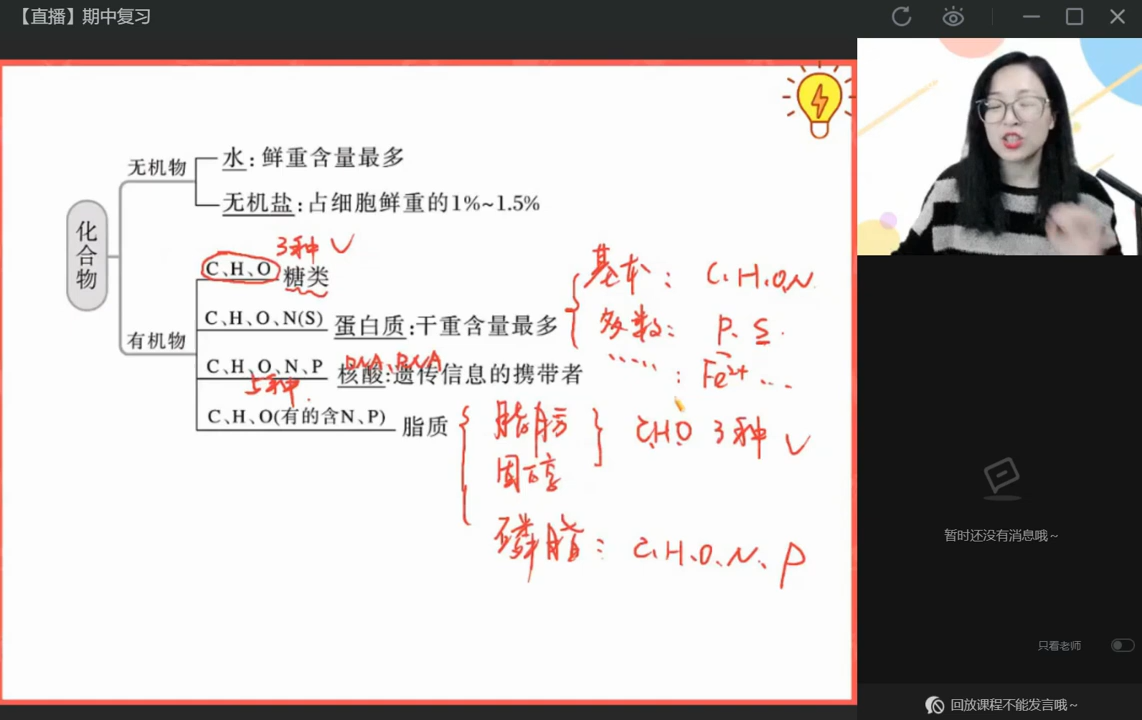 【直播】期中复习
无机物
水:鲜重含量最多
无机盐:占细胞鲜重的1%~1.5%
化合物
3种 √
C、H、O 糖类
C、H、O、N(S) 蛋白质:干重含量最多
有机物
DNA、RNA
C、H、O、N、P 核酸:遗传信息的携带者
5种.
C、H、O(有的含N、P) 脂质
基本: C.H.O.N.
多数: P.S.
....: Fe²⁺...
脂肪
固醇
CHO 3种 √
磷脂: C.H.O.N.P
暂时还没有消息哦~
只看老师
回放课程不能发言哦~